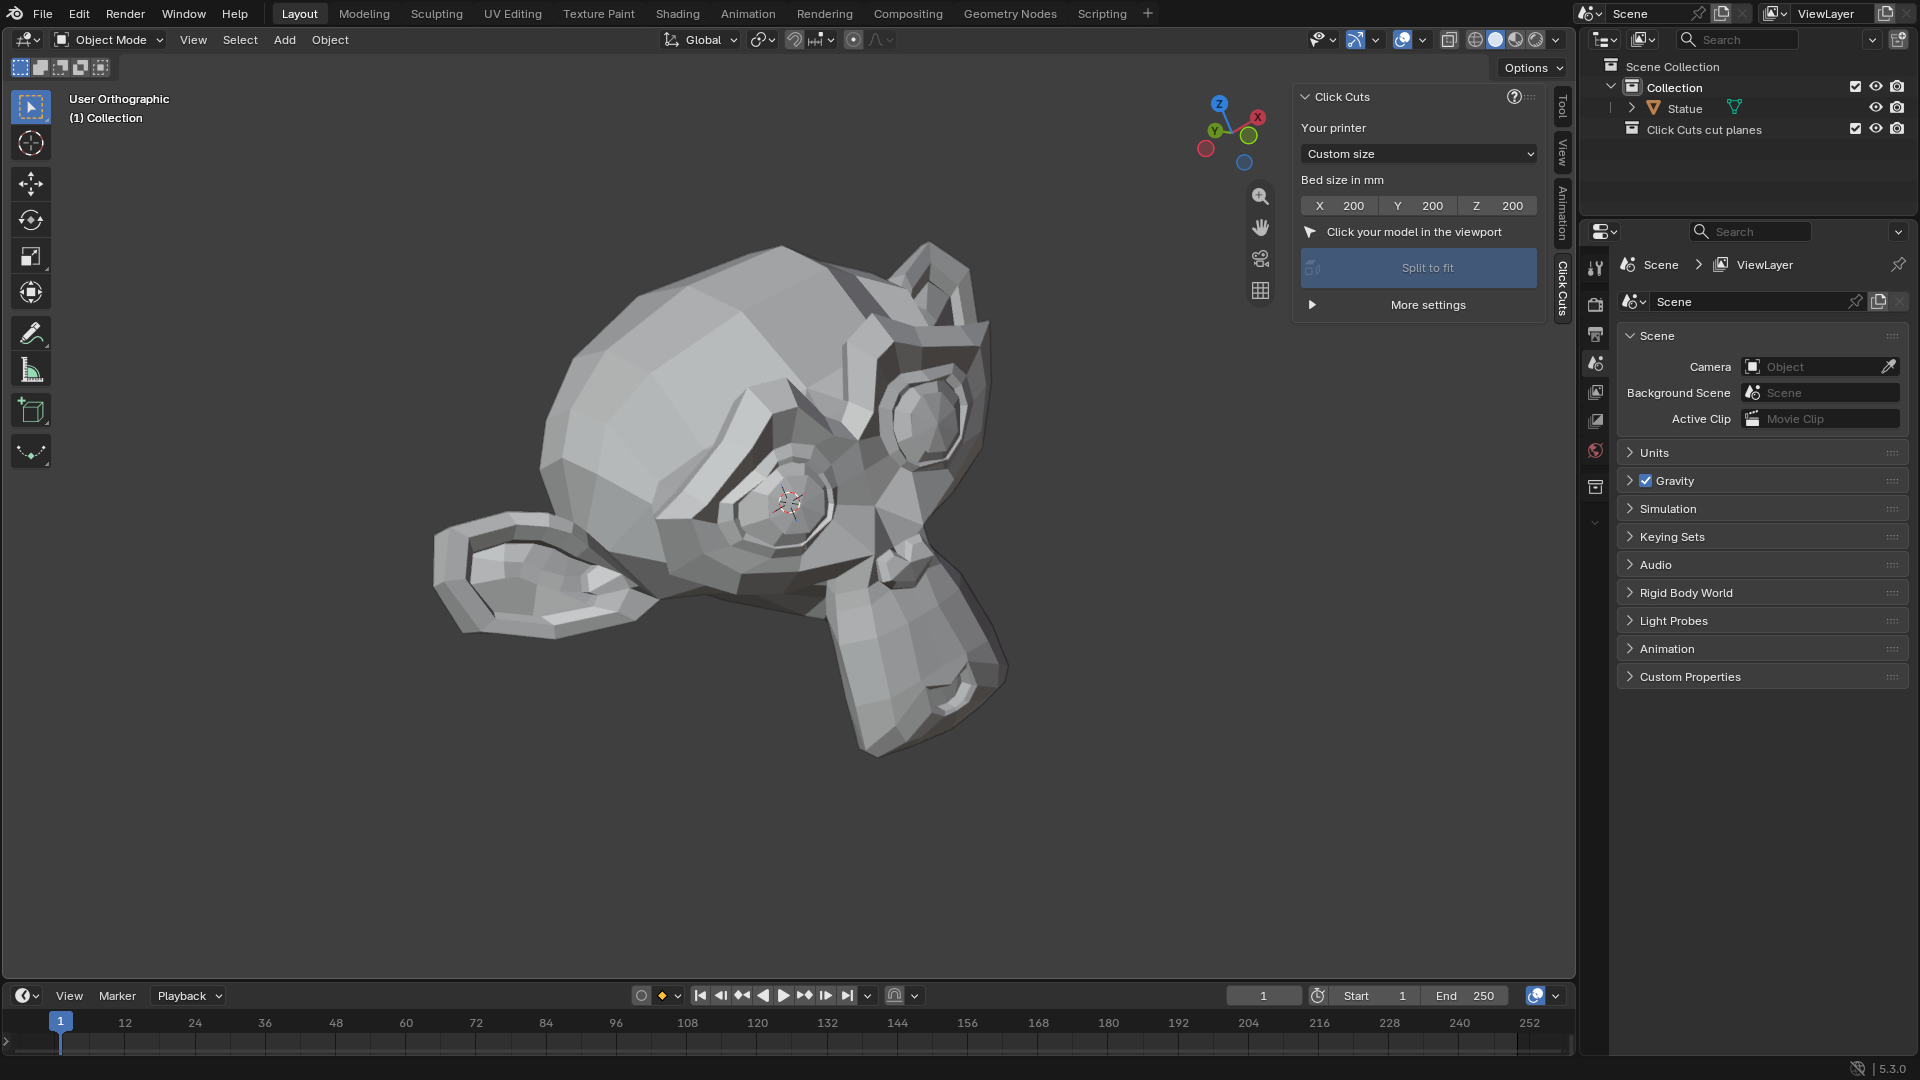 File Edit Render Window Help Layout Modeling Sculpting UV Editing Texture Paint Shading Animation Rendering Compositing Geometry Nodes Scripting + Scene ViewLayer
Object Mode View Select Add Object Global Search
Options
User Orthographic
(1) Collection
Z
X
Y
Click Cuts ?
Your printer
Custom size
Bed size in mm
X 200 Y 200 Z 200
Click your model in the viewport
Split to fit
More settings
Tool
View
Animation
Click Cuts
Scene Collection
Collection
Statue
Click Cuts cut planes
Search
Scene > ViewLayer
Scene
Scene
Camera Object
Background Scene Scene
Active Clip Movie Clip
Units
Gravity
Simulation
Keying Sets
Audio
Rigid Body World
Light Probes
Animation
Custom Properties
View Marker Playback 1 Start 1 End 250
1 12 24 36 48 60 72 84 96 108 120 132 144 156 168 180 192 204 216 228 240 252
5.3.0